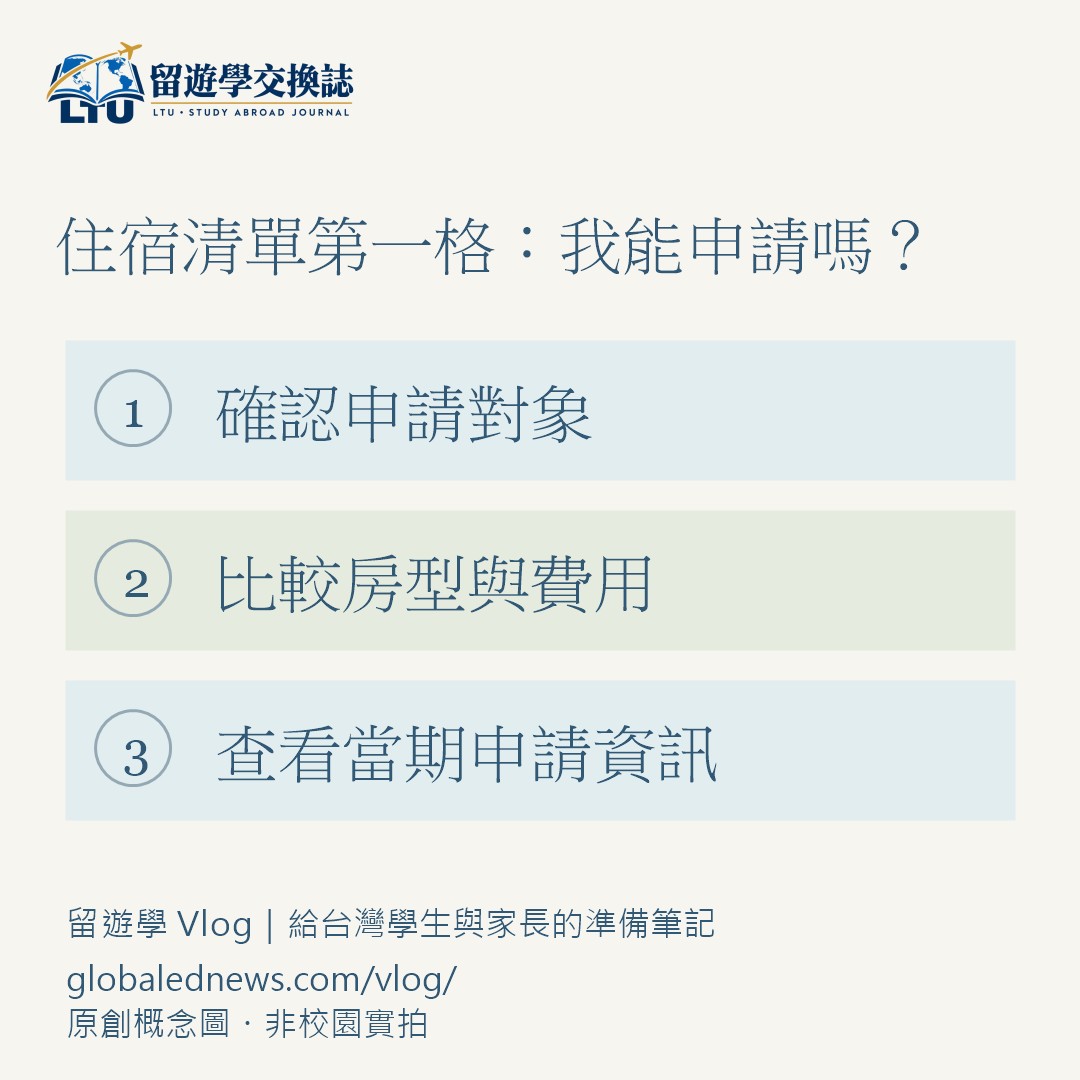 LTU
留遊學交換誌
LTU・STUDY ABROAD JOURNAL
住宿清單第一格：我能申請嗎？
1 確認申請對象
2 比較房型與費用
3 查看當期申請資訊
留遊學 Vlog｜給台灣學生與家長的準備筆記
globalednews.com/vlog/
原創概念圖・非校園實拍